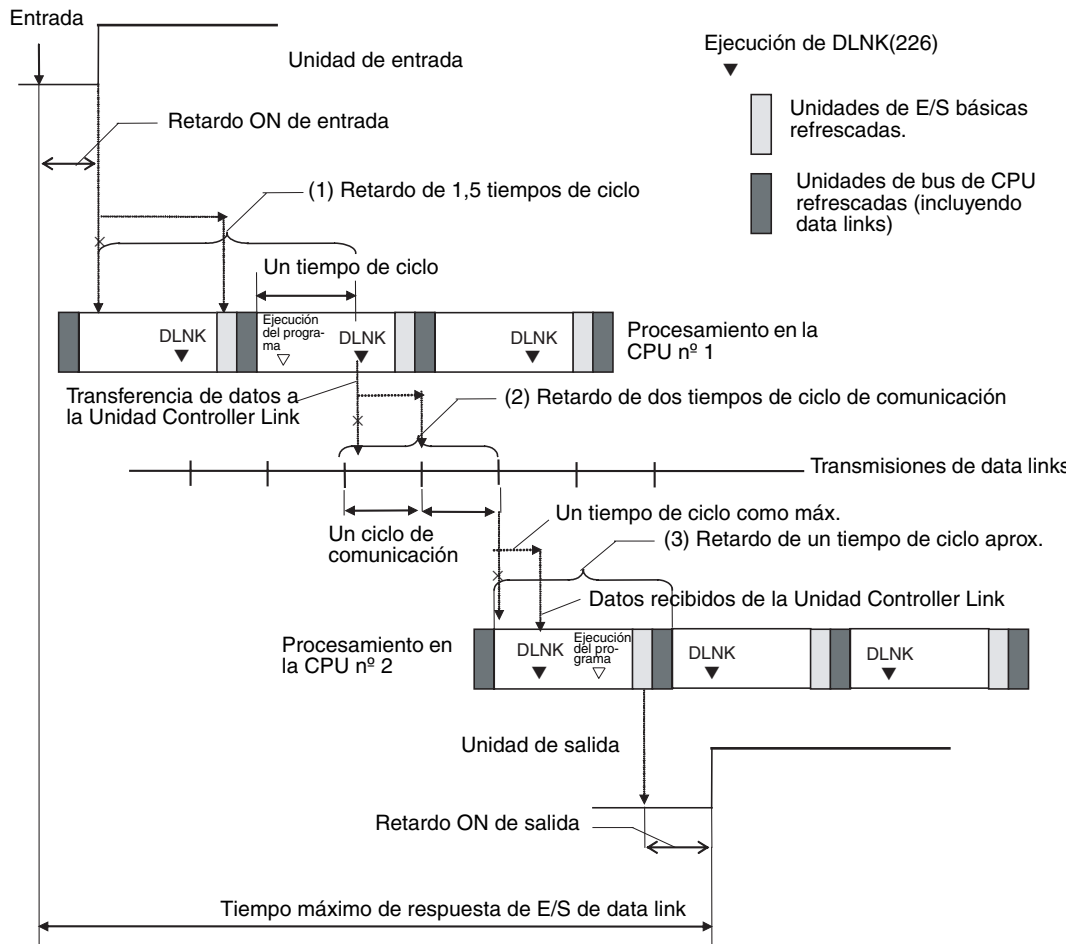 Entrada
Unidad de entrada
Ejecución de DLNK(226)
Unidades de E/S básicas
refrescadas.
Unidades de bus de CPU
refrescadas (incluyendo
data links)
Retardo ON de entrada
(1) Retardo de 1,5 tiempos de ciclo
Un tiempo de ciclo
DLNK
Ejecución
del progra-
ma
DLNK
DLNK
Procesamiento en la
CPU nº 1
Transferencia de datos a
la Unidad Controller Link
(2) Retardo de dos tiempos de ciclo de comunicación
Transmisiones de data links
Un ciclo de
comunicación
Un tiempo de ciclo como máx.
(3) Retardo de un tiempo de ciclo aprox.
Datos recibidos de la Unidad Controller Link
Procesamiento en
la CPU nº 2
DLNK
Ejecución
del pro-
grama
DLNK
DLNK
Unidad de salida
Retardo ON de salida
Tiempo máximo de respuesta de E/S de data link